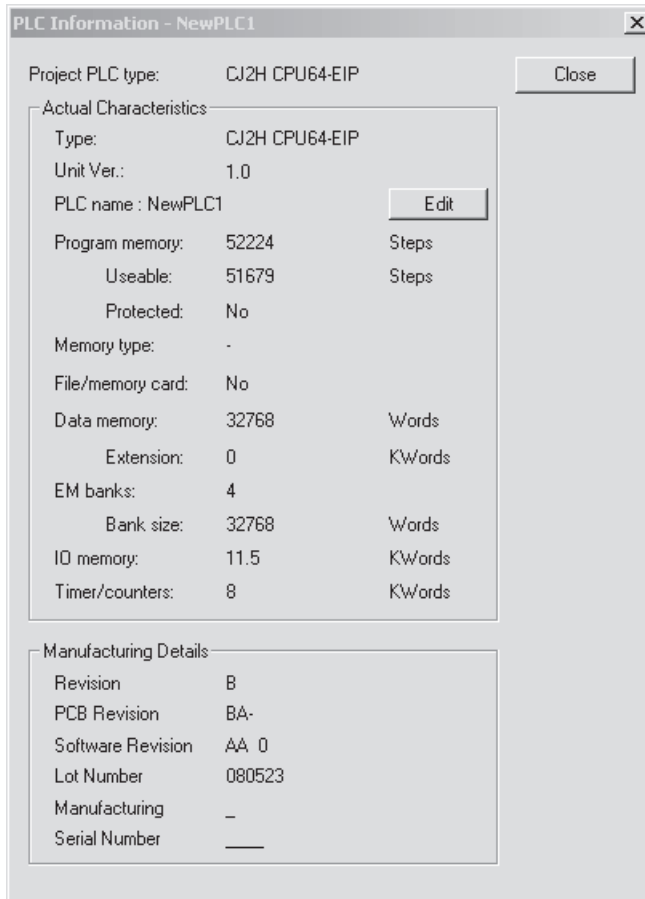 PLC Information - NewPLC1
Project PLC type: CJ2H CPU64-EIP Close
Actual Characteristics
Type: CJ2H CPU64-EIP
Unit Ver.: 1.0
PLC name : NewPLC1 Edit
Program memory: 52224 Steps
Useable: 51679 Steps
Protected: No
Memory type: -
File/memory card: No
Data memory: 32768 Words
Extension: 0 KWords
EM banks: 4
Bank size: 32768 Words
IO memory: 11.5 KWords
Timer/counters: 8 KWords
Manufacturing Details
Revision B
PCB Revision BA-
Software Revision AA 0
Lot Number 080523
Manufacturing _
Serial Number ____